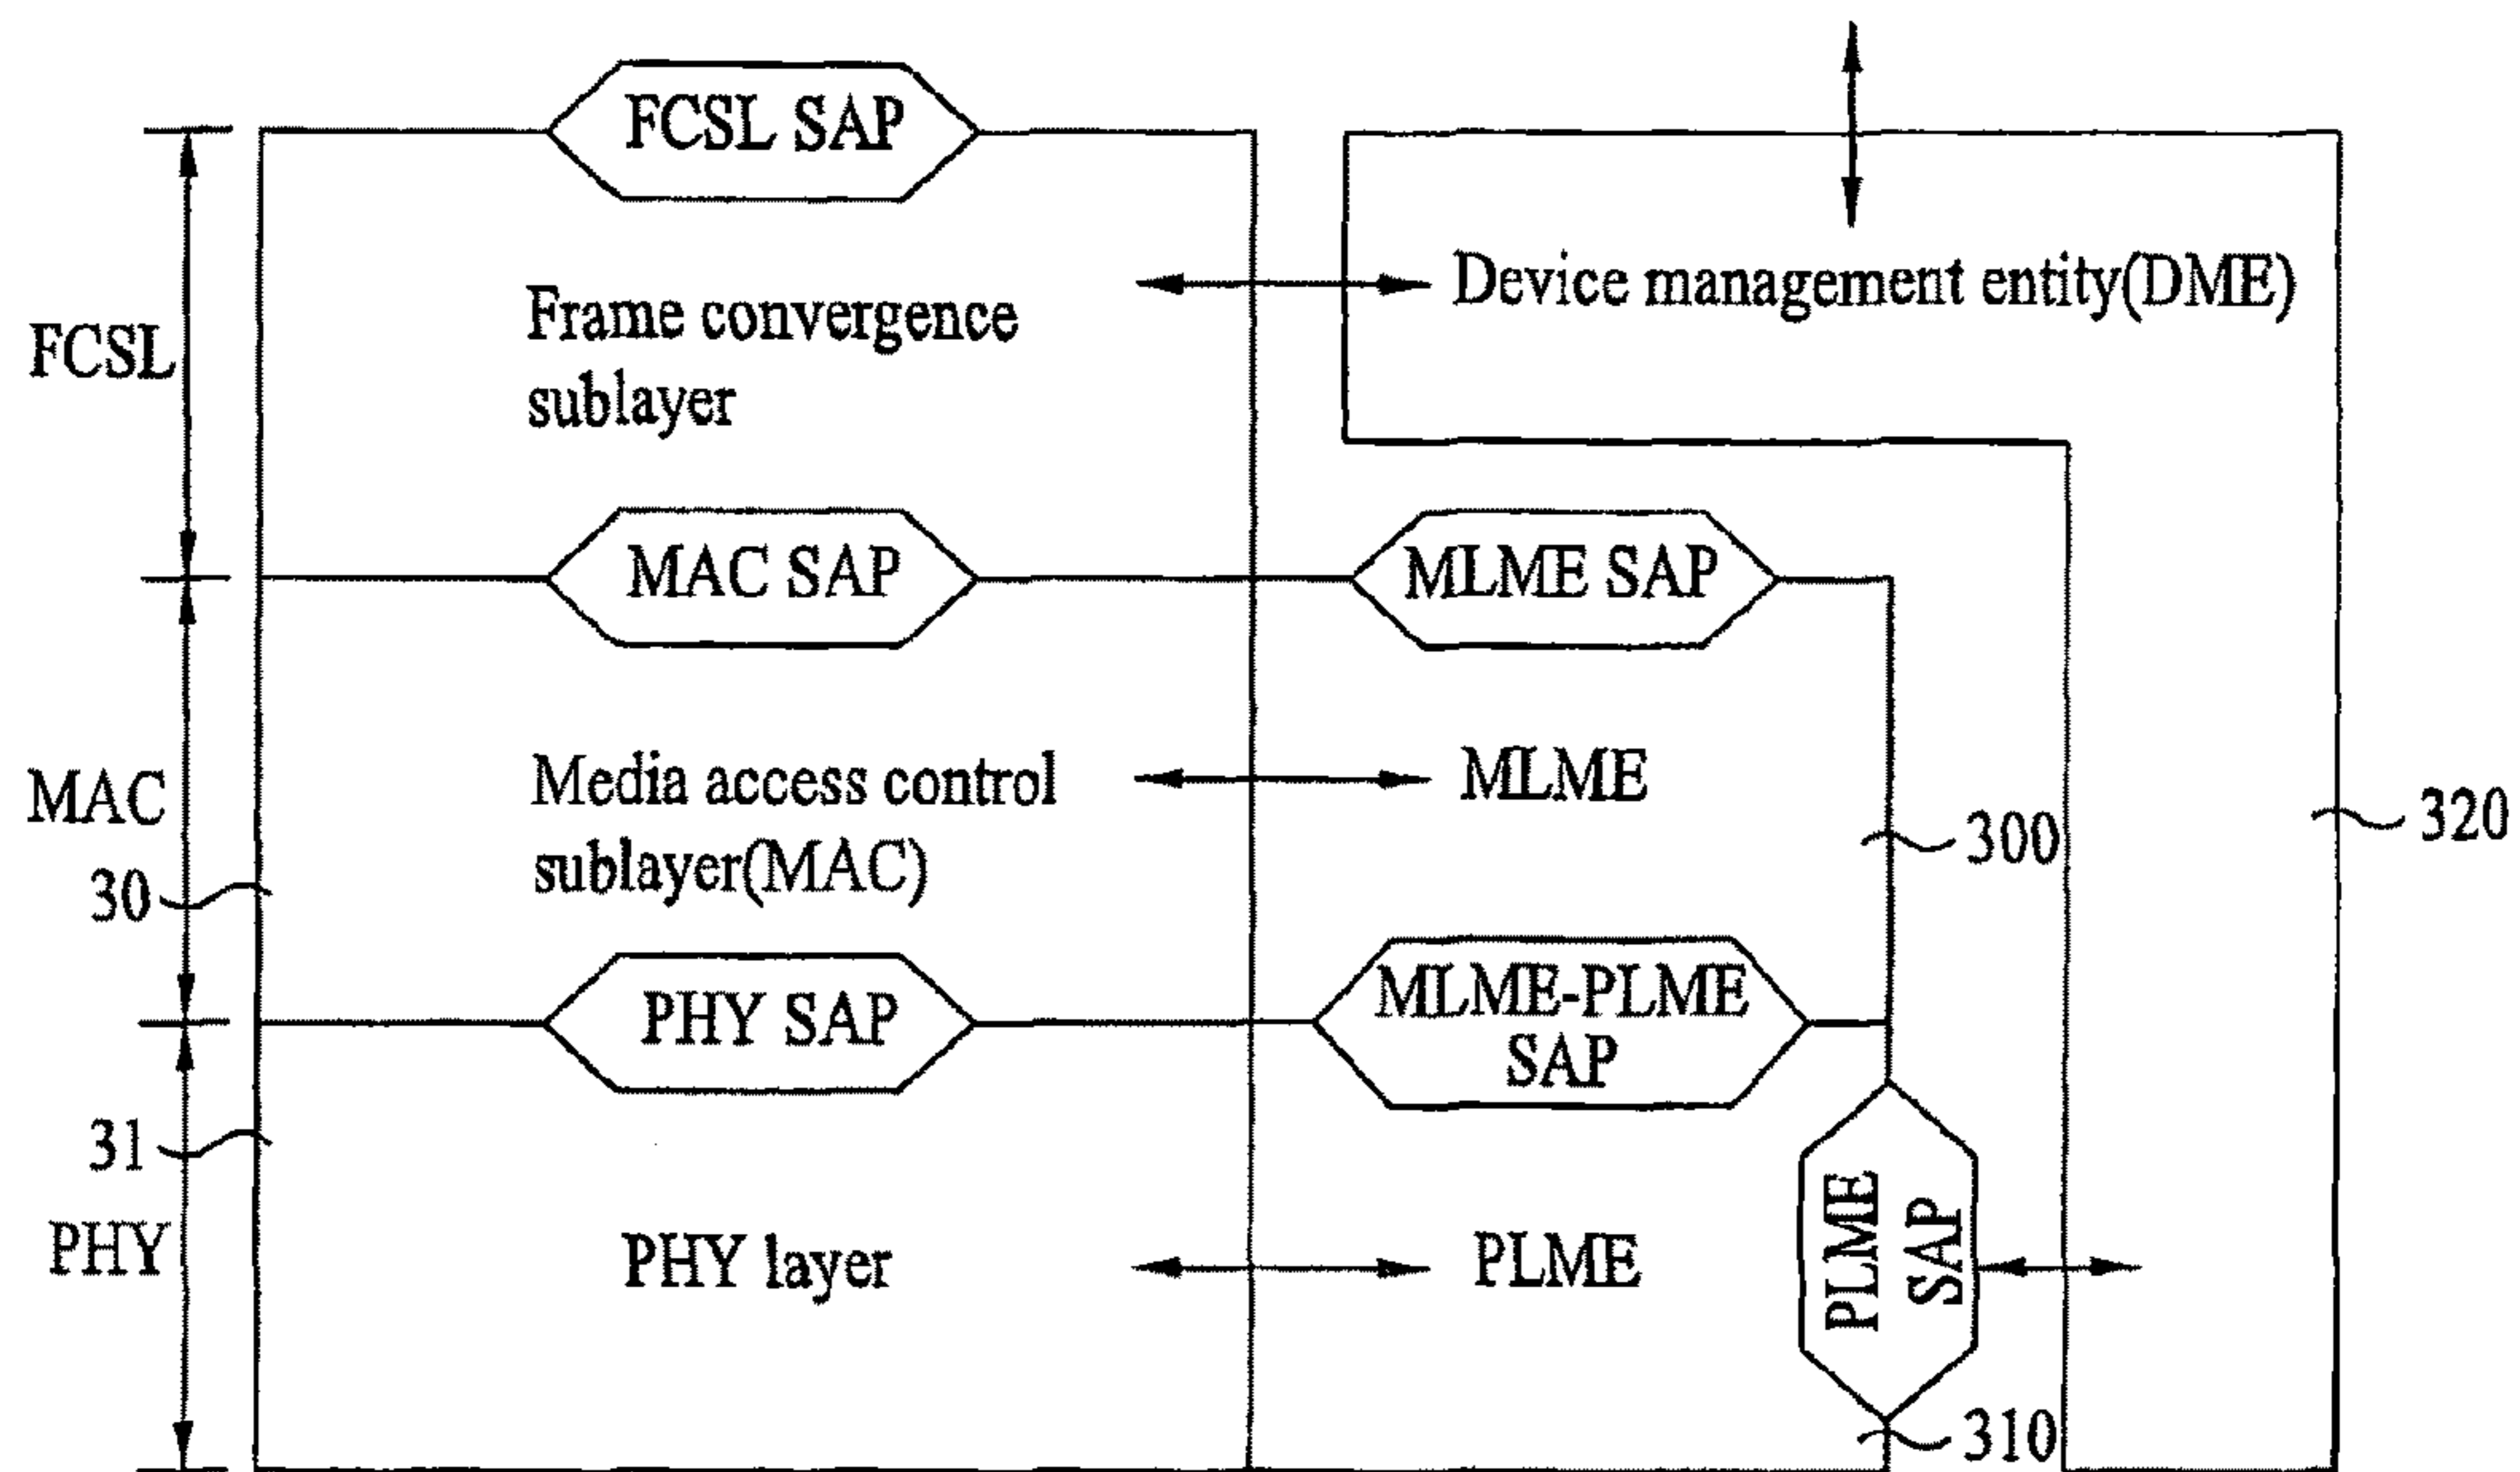 FCSL SAP
Device management entity(DME)
Frame convergence
sublayer
FCSL
MAC SAP
MLME SAP
Media access control
sublayer(MAC)
MLME
MAC
300
320
30
PHY SAP
MLME-PLME
SAP
31
PHY
PHY layer
PLME
PLME
SAP
310